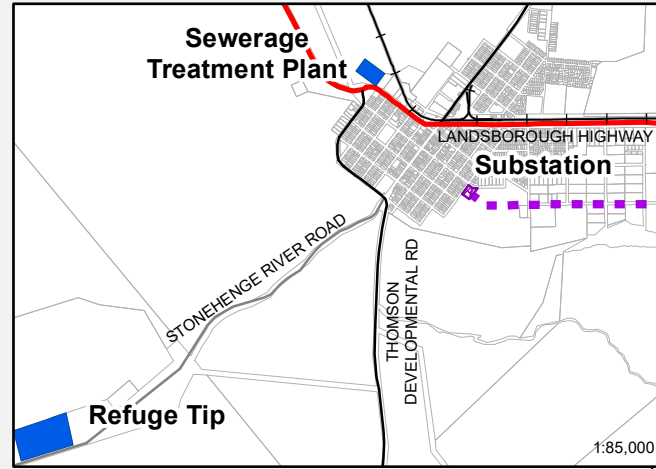 Sewerage
Treatment Plant
LANDSBOROUGH HIGHWAY
Substation
STONEHENGE RIVER ROAD
THOMSON
DEVELOPMENTAL RD
Refuge Tip
1:85,000